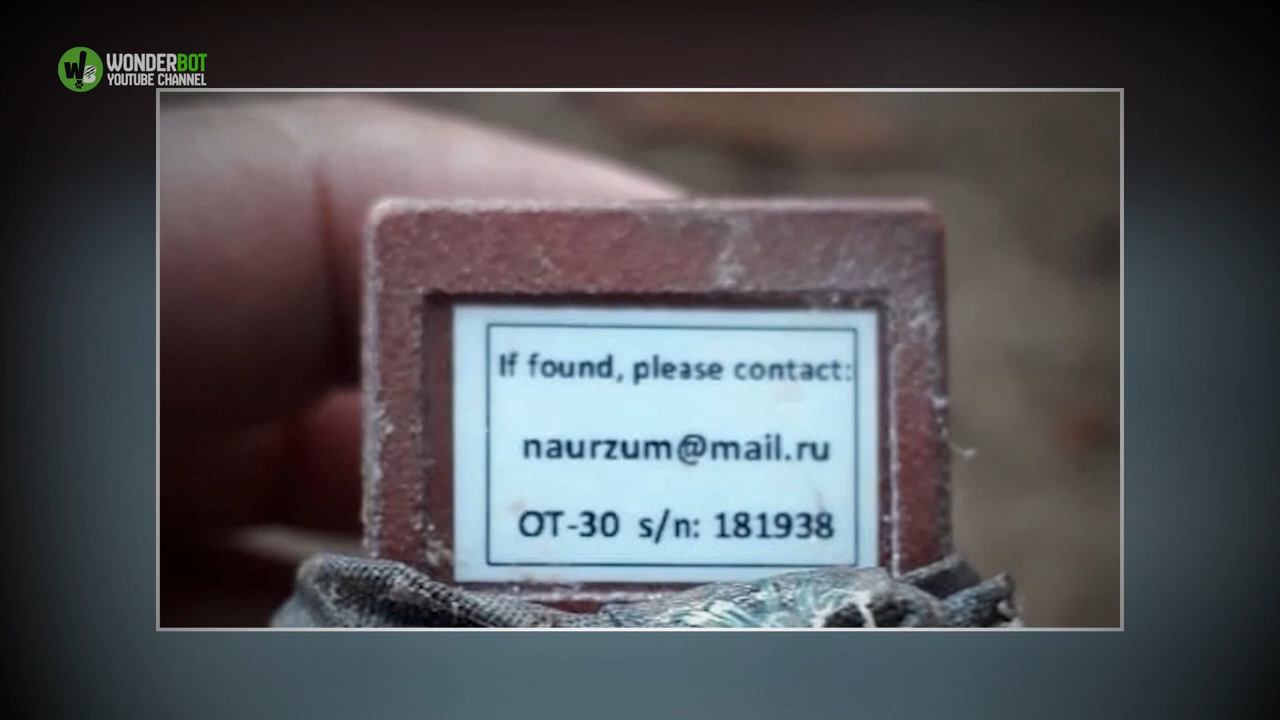 WONDERBOT
YOUTUBE CHANNEL
If found, please contact:
naurzum@mail.ru
OT-30 s/n: 181938